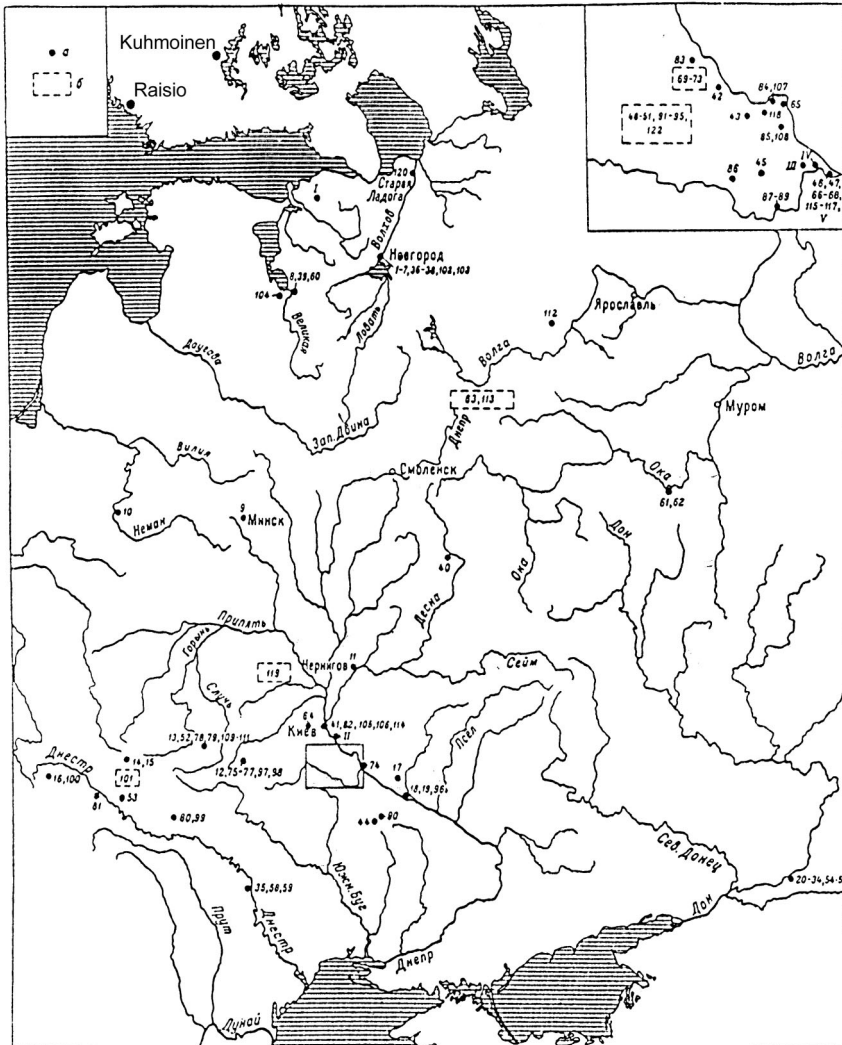 Kuhmoinen
Raisio
а
б
83
69-73
42
84,107
65
43
118
85,108
48-51, 91-95,
122
86
45
III
IV
46, 47,
66-68,
115-117,
V
87-89
120
Старая
Ладога
I
Волхов
Новгород
1-7,36-38,102,103
8,39,60
104
Великая
Ловать
112
Ярославль
Волга
Волга
Даугава
83,113
Днепр
Муром
Зап. Двина
Вилия
Смоленск
Ока
61,62
10
Неман
9
Минск
Дон
40
Ока
Десна
Припять
Горынь
Случь
119
Чернигов
11
Сейм
64
Киев
41,82,105,106,114
II
Псёл
13,52,78,79,109-111
12,75-77,97,98
74
17
18,19,96
Днестр
14,15
101
16,100
81
53
80,99
44
90
Сев. Донец
20-34,54-5
Дон
35,58,59
Южн. Буг
Днестр
Прут
Днепр
Дунай